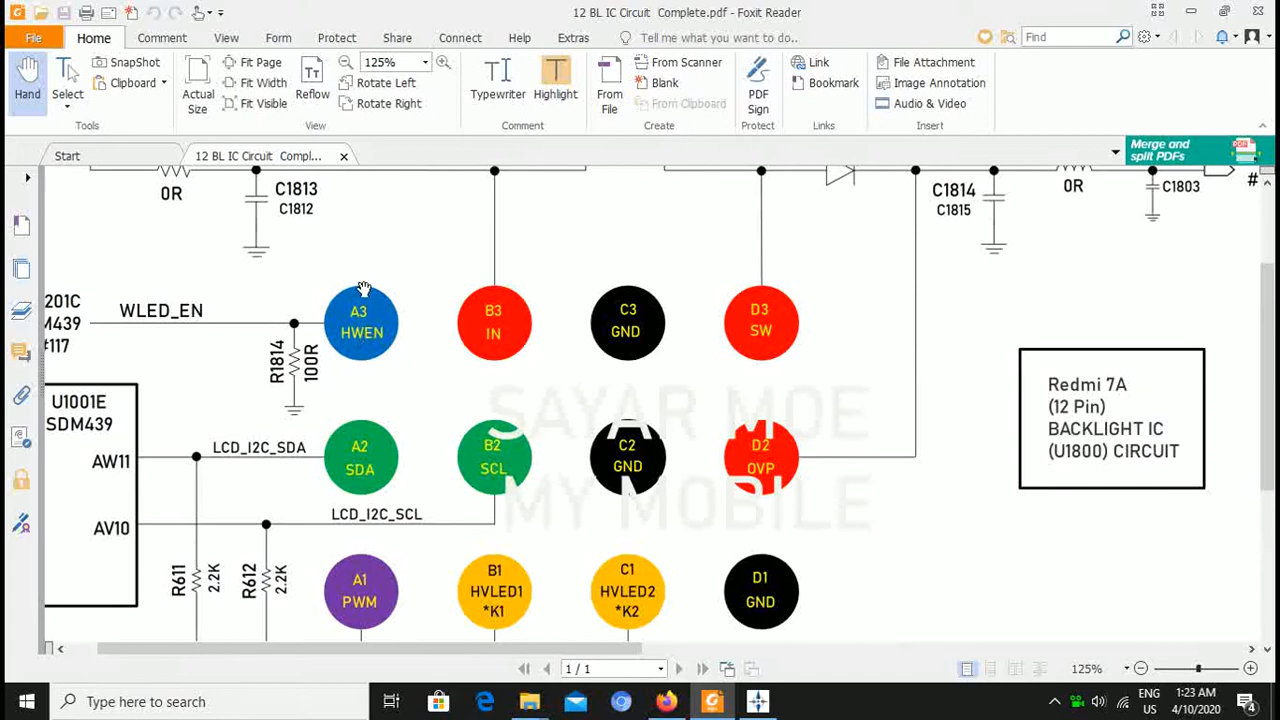 12 BL IC Circuit Complete.pdf - Foxit Reader
File
Home
Comment
View
Form
Protect
Share
Connect
Help
Extras
Tell me what you want to do...
Find
Hand
Select
SnapShot
Clipboard
Tools
Actual
Size
Fit Page
Fit Width
Fit Visible
Reflow
125%
Rotate Left
Rotate Right
View
Typewriter
Highlight
Comment
From
File
From Scanner
Blank
From Clipboard
Create
PDF
Sign
Protect
Link
Bookmark
Links
File Attachment
Image Annotation
Audio & Video
Insert
Start
12 BL IC Circuit Compl...
Merge and
split PDFs
0R
C1813
C1812
C1814
C1815
0R
C1803
#
201C
M439
#117
WLED_EN
R1814
100R
A3
HWEN
B3
IN
C3
GND
D3
SW
Redmi 7A
(12 Pin)
BACKLIGHT IC
(U1800) CIRCUIT
U1001E
SDM439
AW11
AV10
LCD_I2C_SDA
LCD_I2C_SCL
A2
SDA
B2
SCL
C2
GND
D2
OVP
SAYAR MOE
MY MOBILE
R611
2.2K
R612
2.2K
A1
PWM
B1
HVLED1
*K1
C1
HVLED2
*K2
D1
GND
1 / 1
125%
Type here to search
ENG
US
1:23 AM
4/10/2020
4